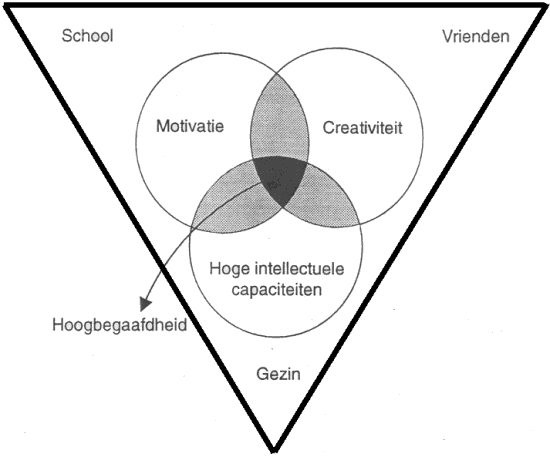 School
Vrienden
Motivatie
Creativiteit
Hoge intellectuele
capaciteiten
Hoogbegaafdheid
Gezin